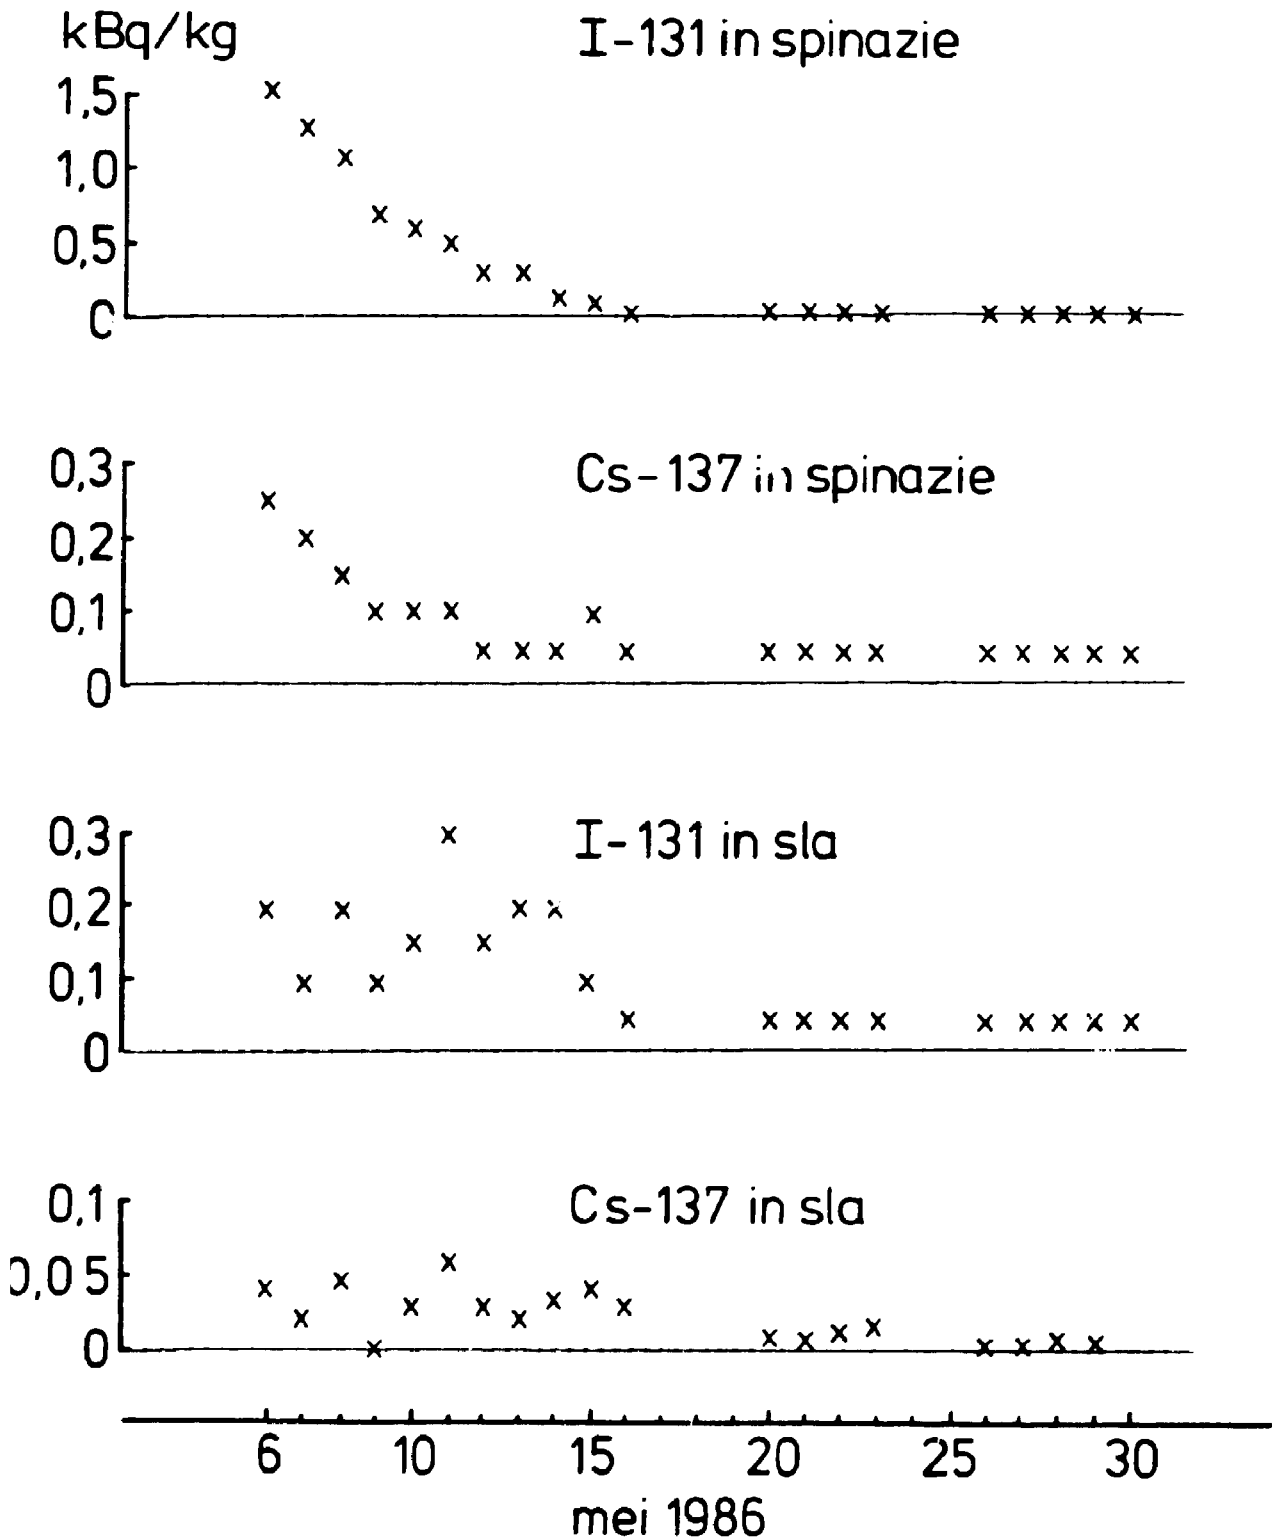 kBq/kg
I-131 in spinazie
1,5
1,0
0,5
0
Cs-137 in spinazie
0,3
0,2
0,1
0
I-131 in sla
0,3
0,2
0,1
0
Cs-137 in sla
0,1
0,05
0
6 10 15 20 25 30
mei 1986